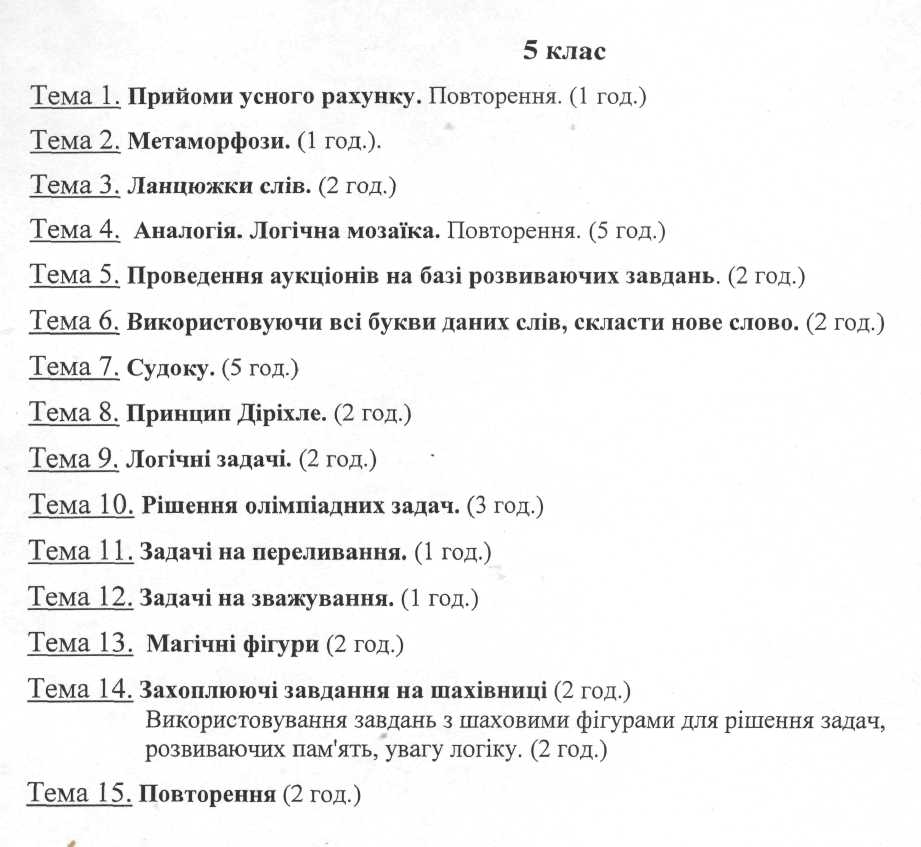 5 клас
Тема 1. Прийоми усного рахунку. Повторення. (1 год.)
Тема 2. Метаморфози. (1 год.).
Тема 3. Ланцюжки слів. (2 год.)
Тема 4. Аналогія. Логічна мозаїка. Повторення. (5 год.)
Тема 5. Проведення аукціонів на базі розвиваючих завдань. (2 год.)
Тема 6. Використовуючи всі букви даних слів, скласти нове слово. (2 год.)
Тема 7. Судоку. (5 год.)
Тема 8. Принцип Діріхле. (2 год.)
Тема 9. Логічні задачі. (2 год.)
Тема 10. Рішення олімпіадних задач. (3 год.)
Тема 11. Задачі на переливання. (1 год.)
Тема 12. Задачі на зважування. (1 год.)
Тема 13. Магічні фігури (2 год.)
Тема 14. Захоплюючі завдання на шахівниці (2 год.)
Використовування завдань з шаховими фігурами для рішення задач,
розвиваючих пам'ять, увагу логіку. (2 год.)
Тема 15. Повторення (2 год.)